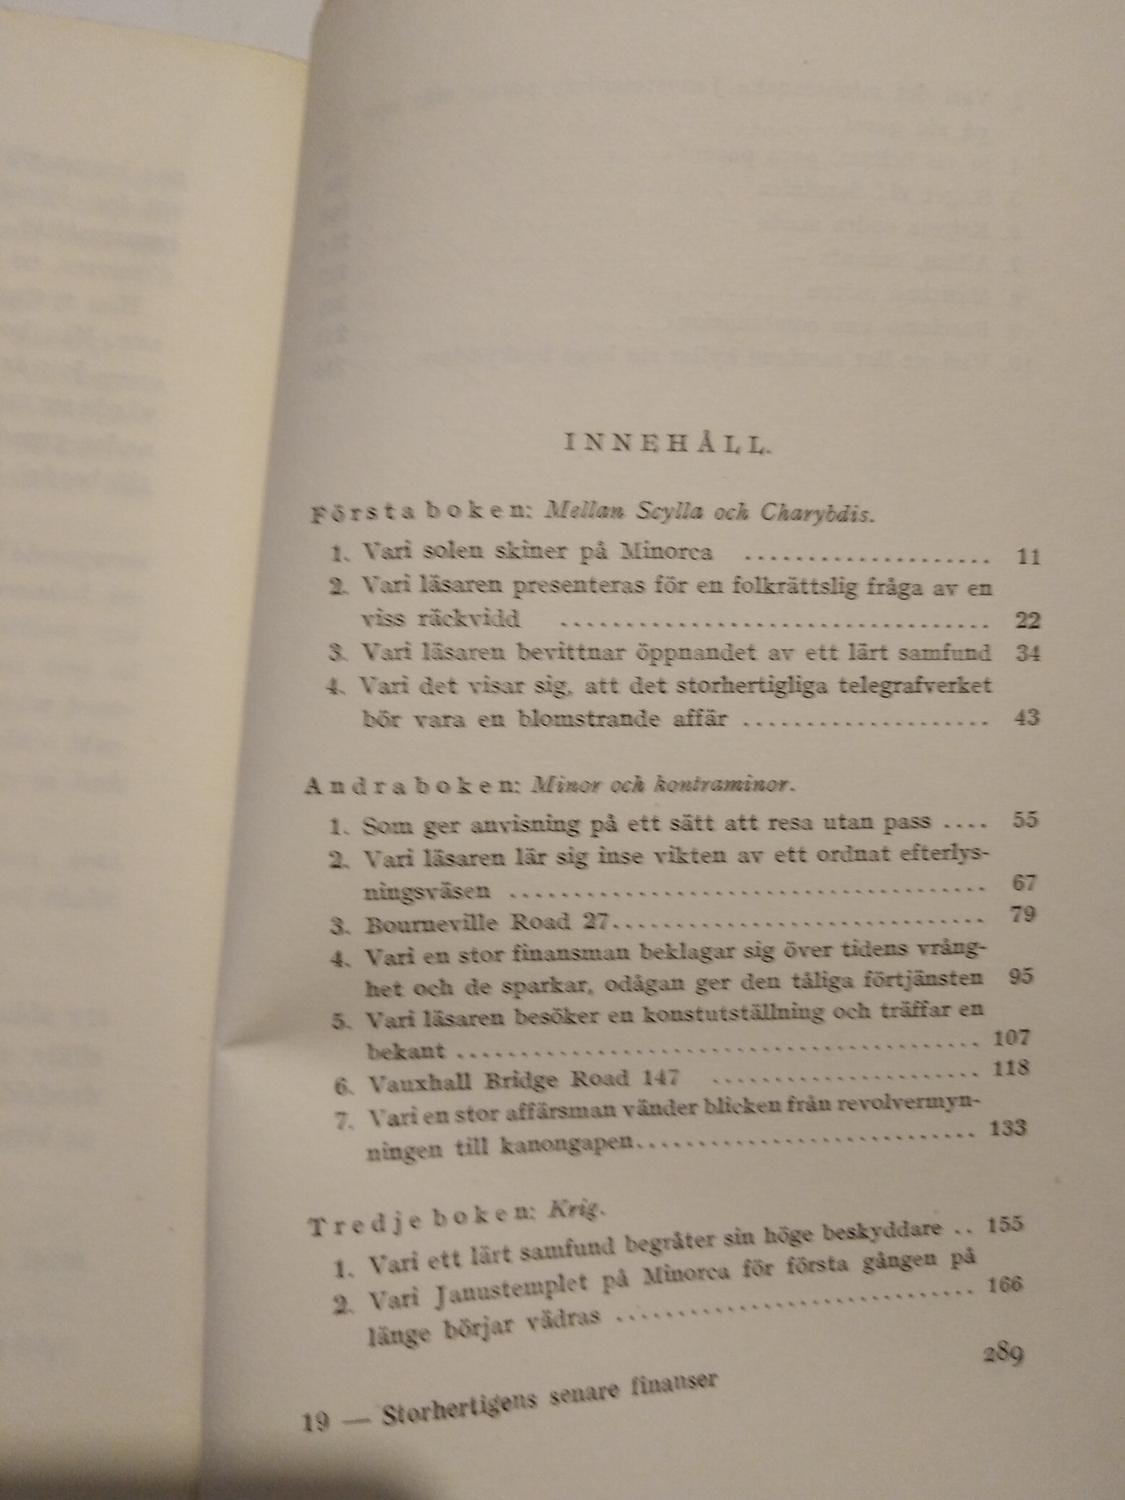 INNEHÅLL.
Första boken: Mellan Scylla och Charybdis.
1. Vari solen skiner på Minorca .................... 11
2. Vari läsaren presenteras för en folkrättslig fråga av en
viss räckvidd .................................. 22
3. Vari läsaren bevittnar öppnandet av ett lärt samfund 34
4. Vari det visar sig, att det storhertigliga telegrafverket
bör vara en blomstrande affär .................... 43
Andra boken: Minor och kontraminor.
1. Som ger anvisning på ett sätt att resa utan pass .... 55
2. Vari läsaren lär sig inse vikten av ett ordnat efterlys-
ningsväsen ...................................... 67
3. Bourneville Road 27.............................. 79
4. Vari en stor finansman beklagar sig över tidens vrång-
het och de sparkar, odågan ger den tåliga förtjänsten 95
5. Vari läsaren besöker en konstutställning och träffar en
bekant .......................................... 107
6. Vauxhall Bridge Road 147 ...................... 118
7. Vari en stor affärsman vänder blicken från revolvermyn-
ningen till kanongapen........................... 133
Tredje boken: Krig.
1. Vari ett lärt samfund begråter sin höge beskyddare .. 155
2. Vari Janustemplet på Minorca för första gången på
länge börjar vädras ............................. 166
289
19 — Storhertigens senare finanser